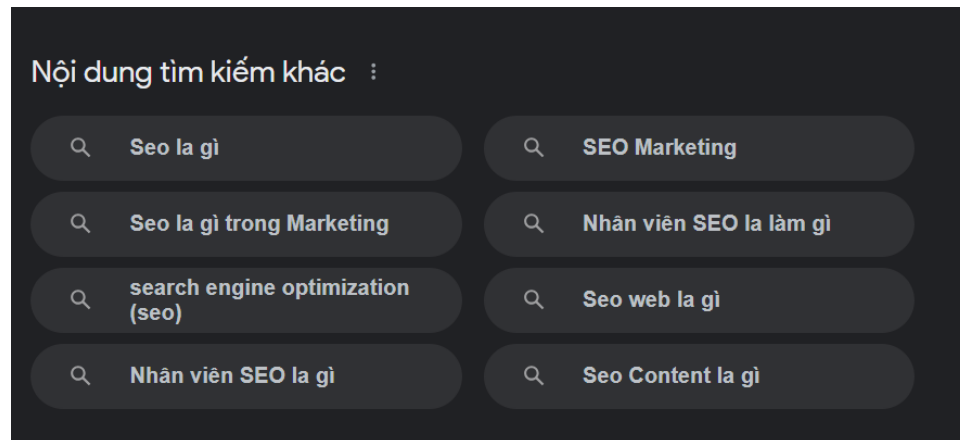 Nội dung tìm kiếm khác
Seo la gì
SEO Marketing
Seo la gì trong Marketing
Nhân viên SEO la làm gì
search engine optimization
(seo)
Seo web la gì
Nhân viên SEO la gì
Seo Content la gì